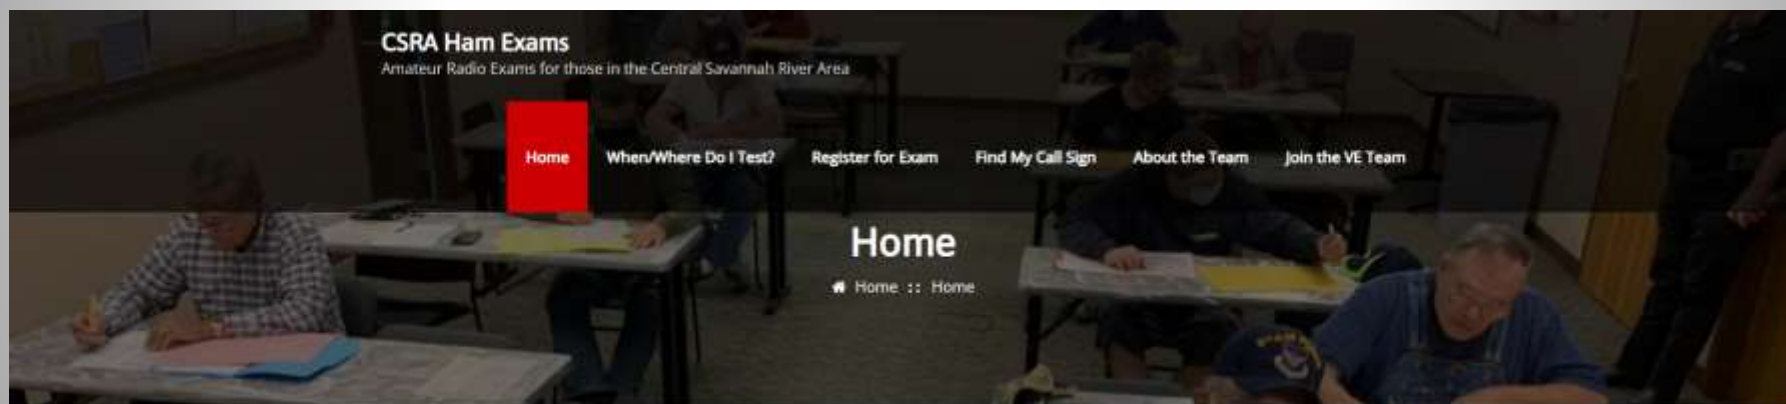 CSRA Ham Exams
Amateur Radio Exams for those in the Central Savannah River Area
Home When/Where Do I Test? Register for Exam Find My Call Sign About the Team Join the VE Team
Home
Home :: Home